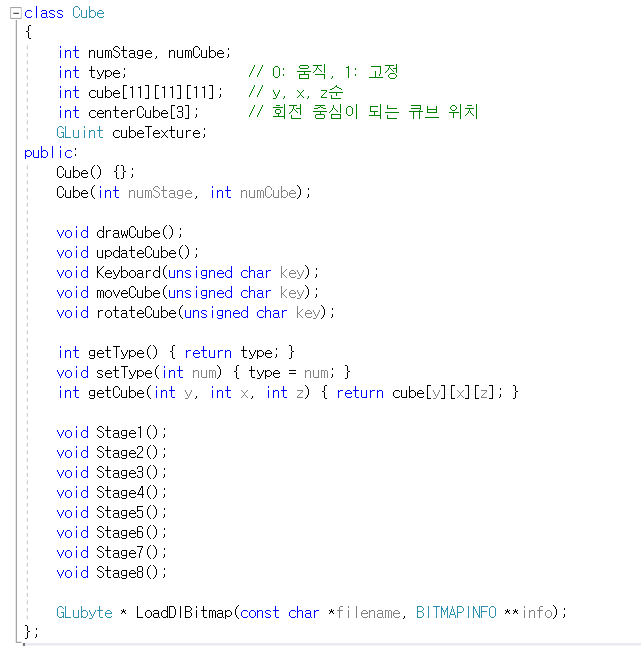 class Cube
{
    int numStage, numCube;
    int type;               // 0: 움직, 1: 고정
    int cube[11][11][11];   // y, x, z순
    int centerCube[3];      // 회전 중심이 되는 큐브 위치
    GLuint cubeTexture;
public:
    Cube() {};
    Cube(int numStage, int numCube);

    void drawCube();
    void updateCube();
    void Keyboard(unsigned char key);
    void moveCube(unsigned char key);
    void rotateCube(unsigned char key);

    int getType() { return type; }
    void setType(int num) { type = num; }
    int getCube(int y, int x, int z) { return cube[y][x][z]; }

    void Stage1();
    void Stage2();
    void Stage3();
    void Stage4();
    void Stage5();
    void Stage6();
    void Stage7();
    void Stage8();

    GLubyte * LoadDIBitmap(const char *filename, BITMAPINFO **info);
};